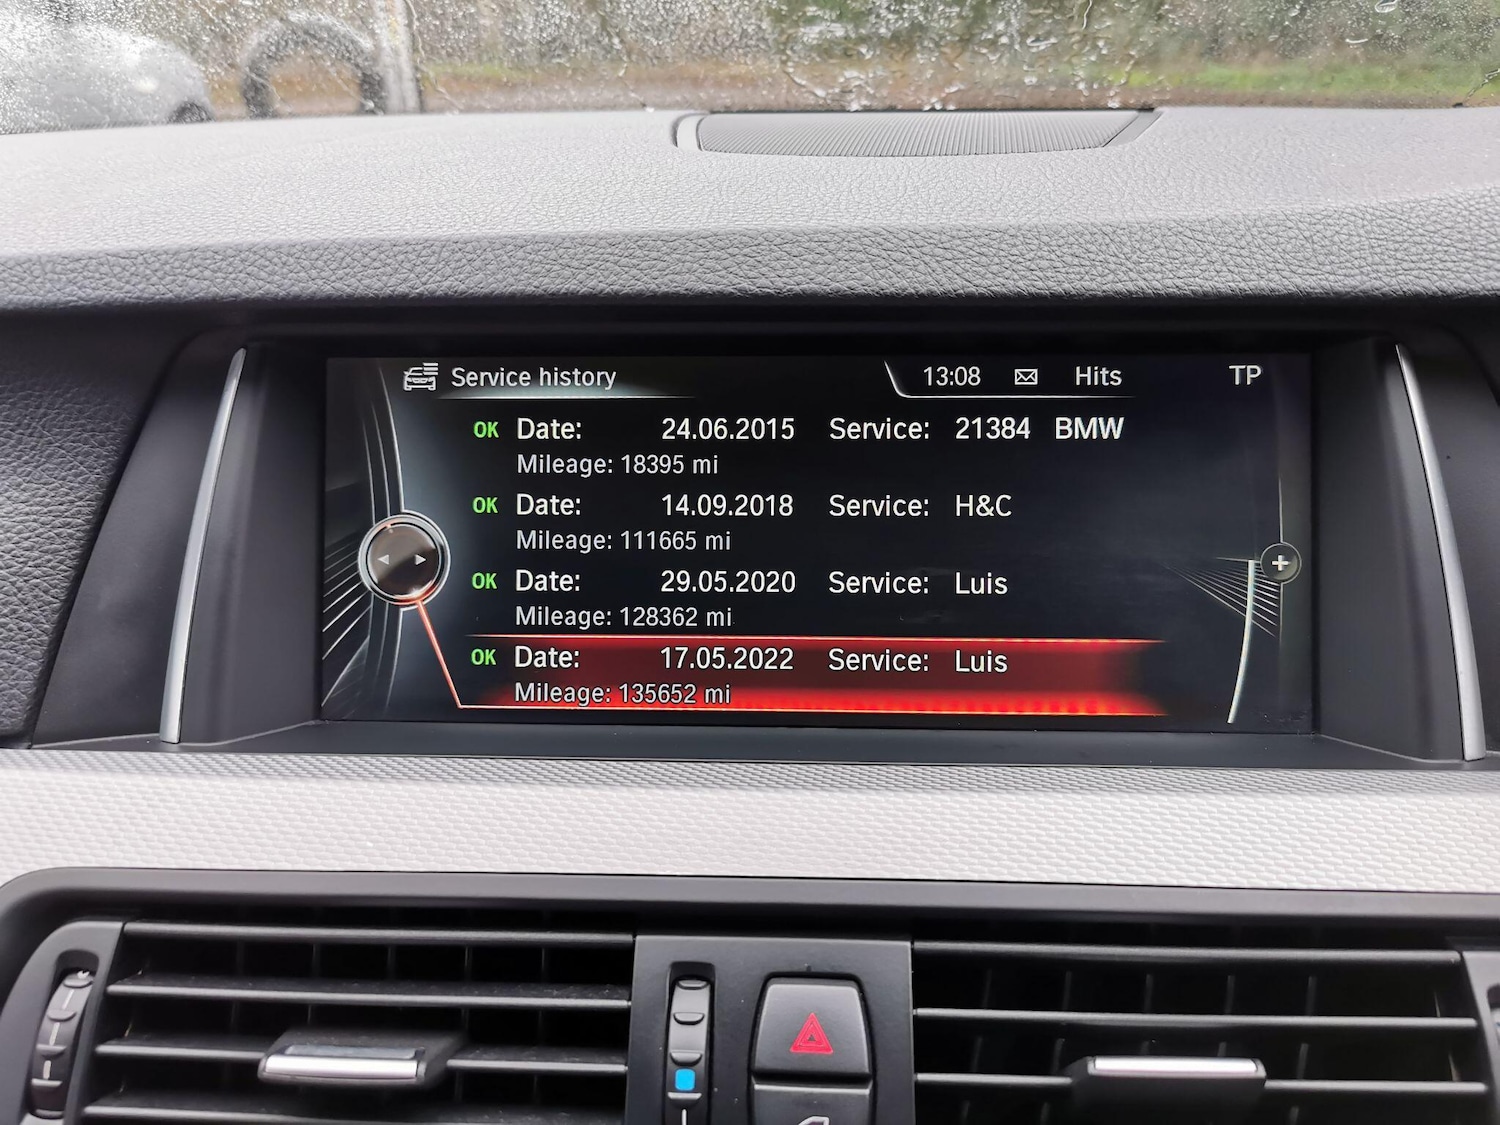 Service history 13:08 Hits TP
OK Date: 24.06.2015 Service: 21384 BMW
Mileage: 18395 mi
OK Date: 14.09.2018 Service: H&C
Mileage: 111665 mi
OK Date: 29.05.2020 Service: Luis
Mileage: 128362 mi
OK Date: 17.05.2022 Service: Luis
Mileage: 135652 mi